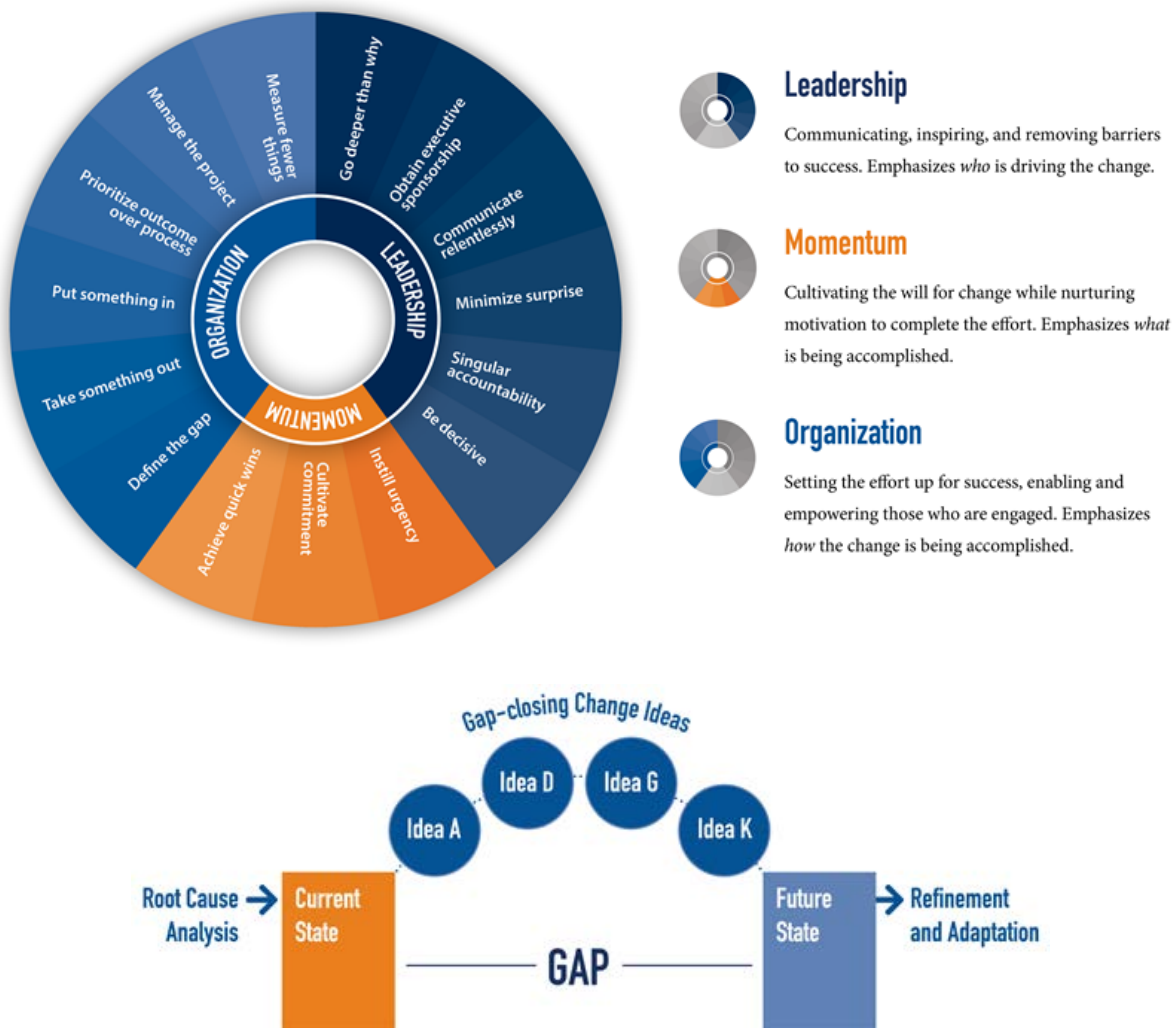 Go deeper than why
Obtain executive
sponsorship
Communicate
relentlessly
Minimize surprise
Singular
accountability
Be decisive
Instill urgency
Cultivate
commitment
Achieve quick wins
Define the gap
Take something out
Put something in
Prioritize outcome
over process
Manage the project
Measure fewer
things
LEADERSHIP
MOMENTUM
ORGANIZATION
Leadership
Communicating, inspiring, and removing barriers
to success. Emphasizes who is driving the change.
Momentum
Cultivating the will for change while nurturing
motivation to complete the effort. Emphasizes what
is being accomplished.
Organization
Setting the effort up for success, enabling and
empowering those who are engaged. Emphasizes
how the change is being accomplished.
Gap-closing Change Ideas
Idea A
Idea D
Idea G
Idea K
Root Cause
Analysis
Current
State
GAP
Future
State
Refinement
and Adaptation